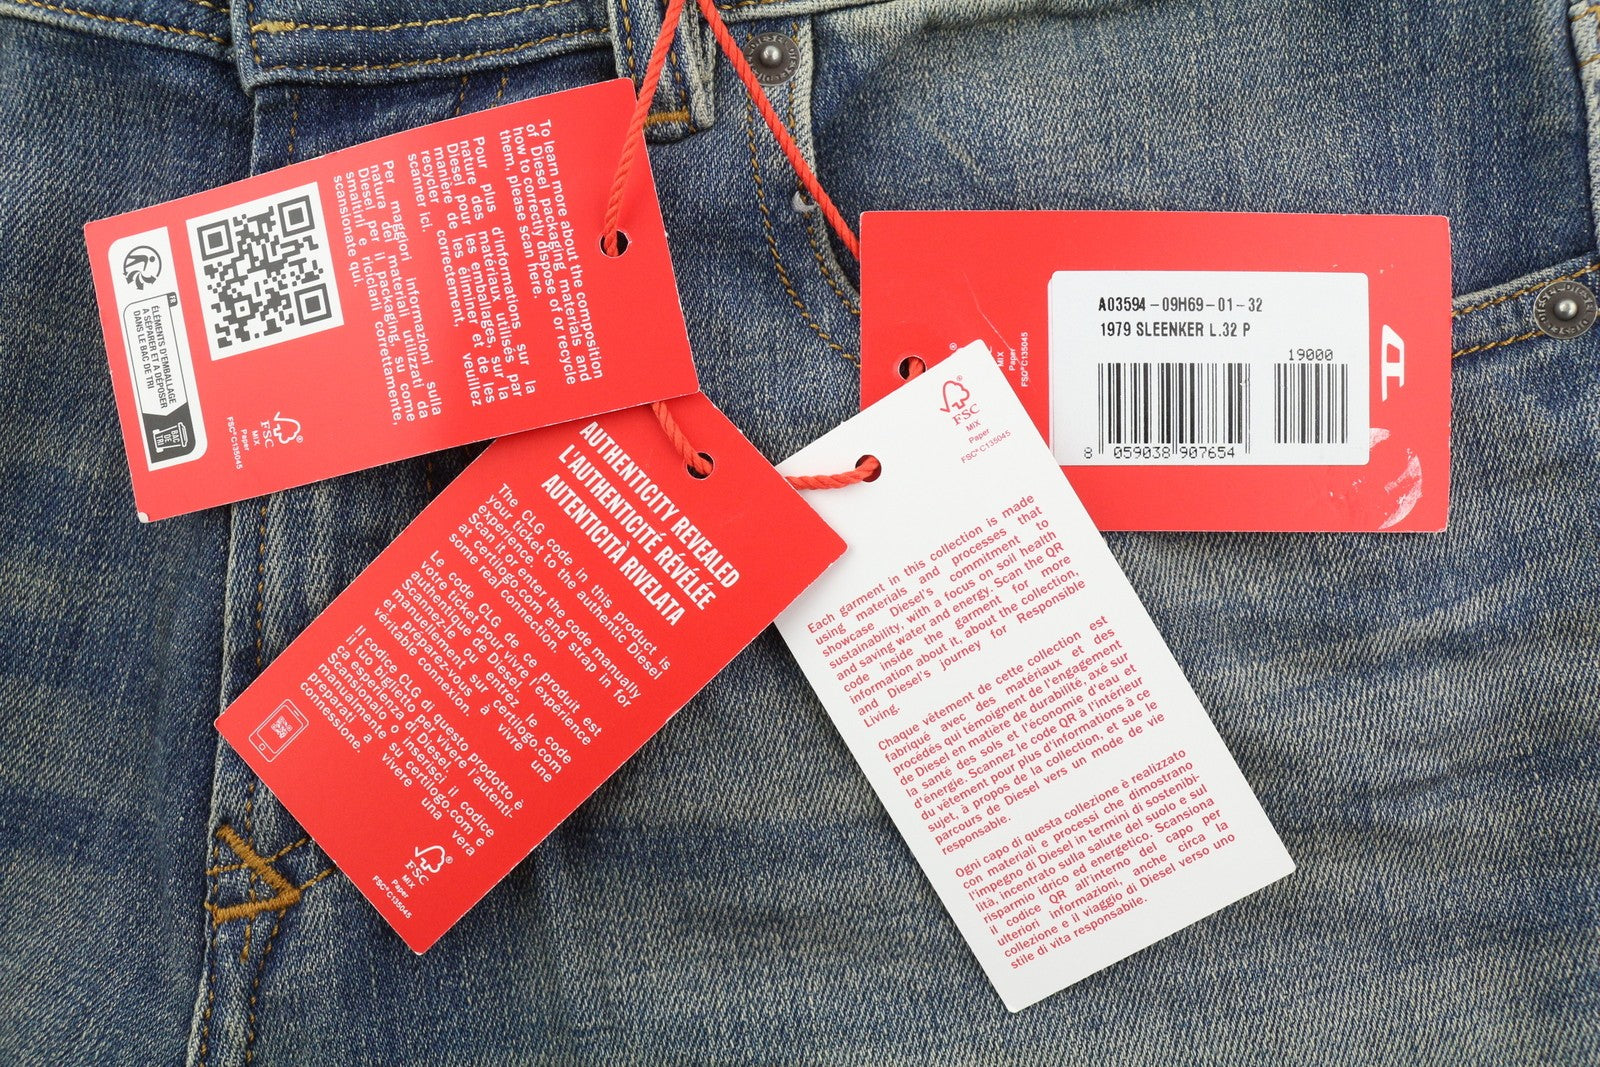 To learn more about the composition
of Diesel packaging materials and
how to correctly dispose of or recycle
them, please scan here.
Pour plus d'informations sur la
nature des matériaux utilisés par
Diesel pour les emballages, sur la
manière de les éliminer et de les
recycler correctement, veuillez
scanner ici.
Per maggiori informazioni sulla
natura dei materiali utilizzati da
Diesel per il packaging, su come
smaltirli e riciclarli correttamente,
scansionate qui.
FR
ÉLÉMENTS D'EMBALLAGE
A SÉPARER ET A DÉPOSER
DANS LE BAC DE TRI
BAC
DE
TRI
FSC
MIX
Paper
FSC® C135045
AUTHENTICITY REVEALED
L'AUTHENTICITÉ RÉVÉLÉE
AUTENTICITÀ RIVELATA
The CLG code in this product is
your ticket to the authentic Diesel
experience.
Scan it or enter the code manually
at certilogo.com and strap in for
some real connection.
Le code CLG de ce produit est
votre ticket pour vivre l'expérience
authentique de Diesel.
Scannez-le ou entrez le code
manuellement sur certilogo.com
et préparez-vous à vivre une
véritable connexion.
Il codice CLG di questo prodotto è
il tuo biglietto per vivere l'autenti-
ca esperienza di Diesel.
Scansionato o inserisci il codice
manualmente su certilogo.com e
preparati a vivere una vera
connessione.
FSC
MIX
Paper
FSC® C135045
FSC
MIX
Paper
FSC® C135045
Each garment in this collection is made
using materials and processes that
showcase Diesel's commitment to
sustainability, with a focus on soil health
and saving water and energy. Scan the QR
code inside the garment for more
information about it, about the collection,
and Diesel's journey for Responsible
Living.
Chaque vêtement de cette collection est
fabriqué avec des matériaux et des
procédés qui témoignent de l'engagement
de Diesel en matière de durabilité, axé sur
la santé des sols et l'économie d'eau et
d'énergie. Scannez le code QR à l'intérieur
du vêtement pour plus d'informations à ce
sujet, à propos de la collection, et sue le
parcours de Diesel vers un mode de vie
responsable.
Ogni capo di questa collezione è realizzato
con materiali e processi che dimostrano
l'impegno di Diesel in termini di sostenibi-
lità, incentrato sulla salute del suolo e sul
risparmio idrico ed energetico. Scansiona
il codice QR all'interno del capo per
ulteriori informazioni, anche circa la
collezione e il viaggio di Diesel verso uno
stile di vita responsabile.
MIX
Paper
FSC® C135045
A03594-09H69-01-32
1979 SLEENKER L.32 P
19000
8 059038 907654
D